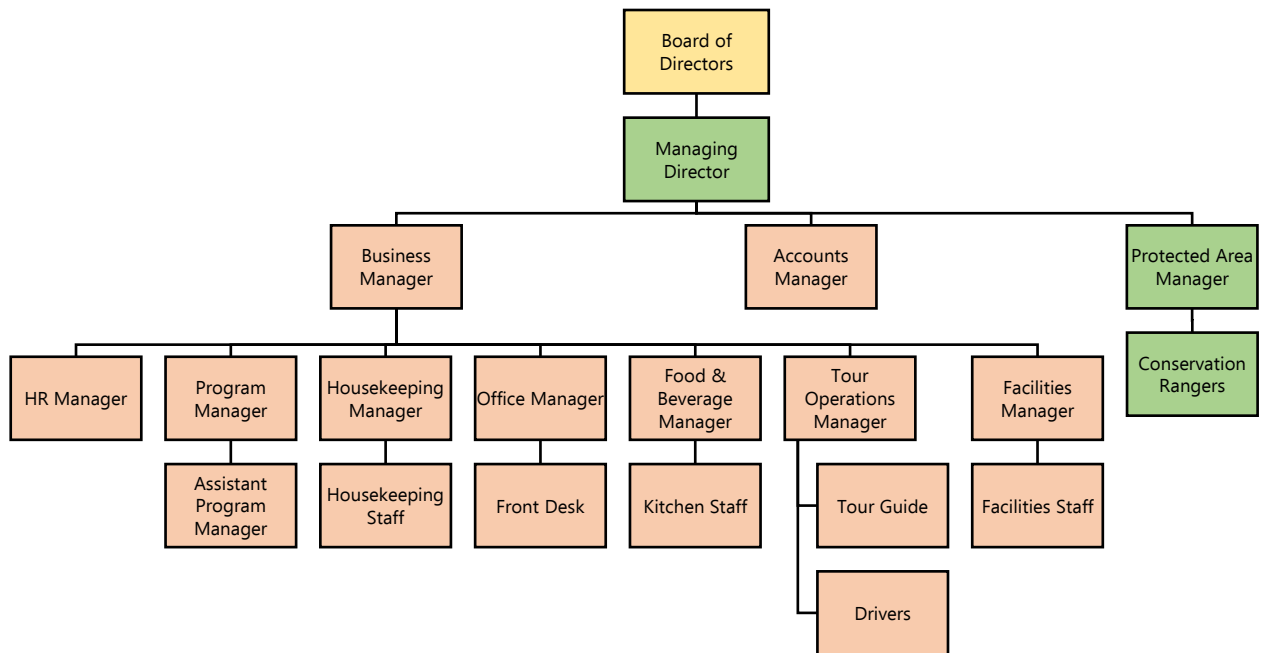 Board of
Directors
Managing
Director
Business
Manager
Accounts
Manager
Protected Area
Manager
HR Manager
Program
Manager
Housekeeping
Manager
Office Manager
Food &
Beverage
Manager
Tour
Operations
Manager
Facilities
Manager
Conservation
Rangers
Assistant
Program
Manager
Housekeeping
Staff
Front Desk
Kitchen Staff
Tour Guide
Facilities Staff
Drivers